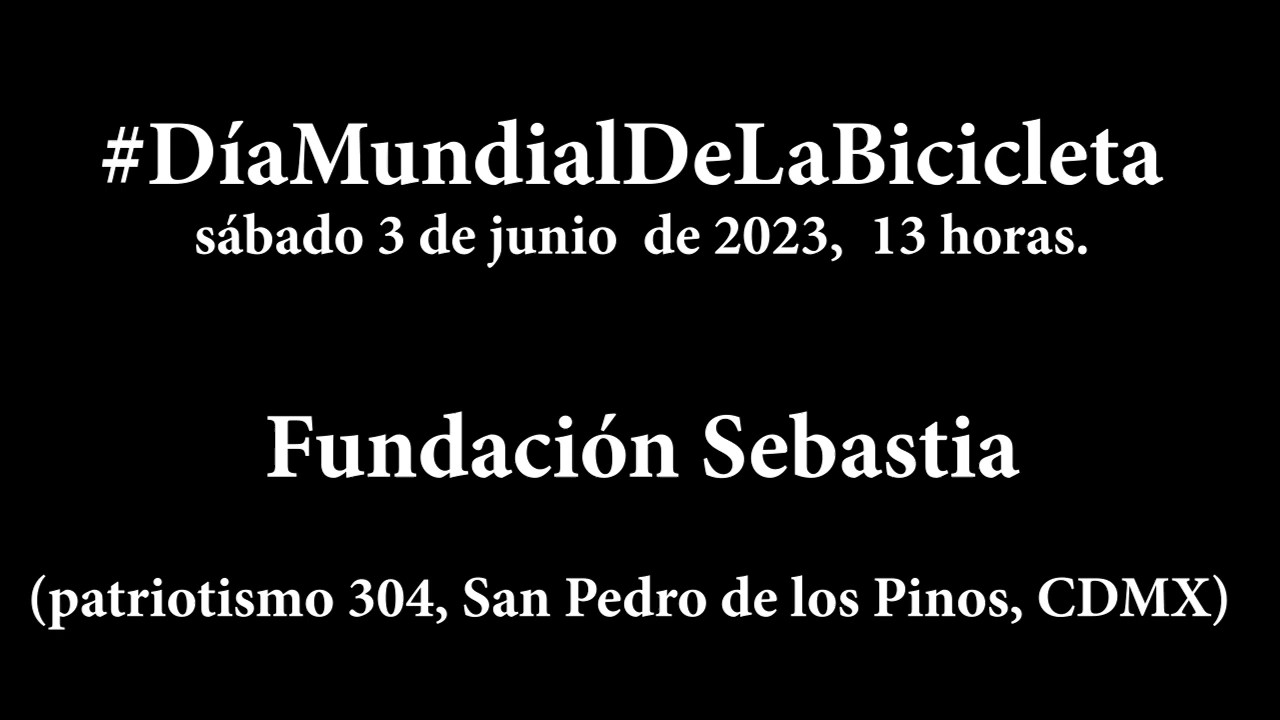 #DíaMundialDeLaBicicleta
sábado 3 de junio  de 2023,  13 horas.
Fundación Sebastia
(patriotismo 304, San Pedro de los Pinos, CDMX)